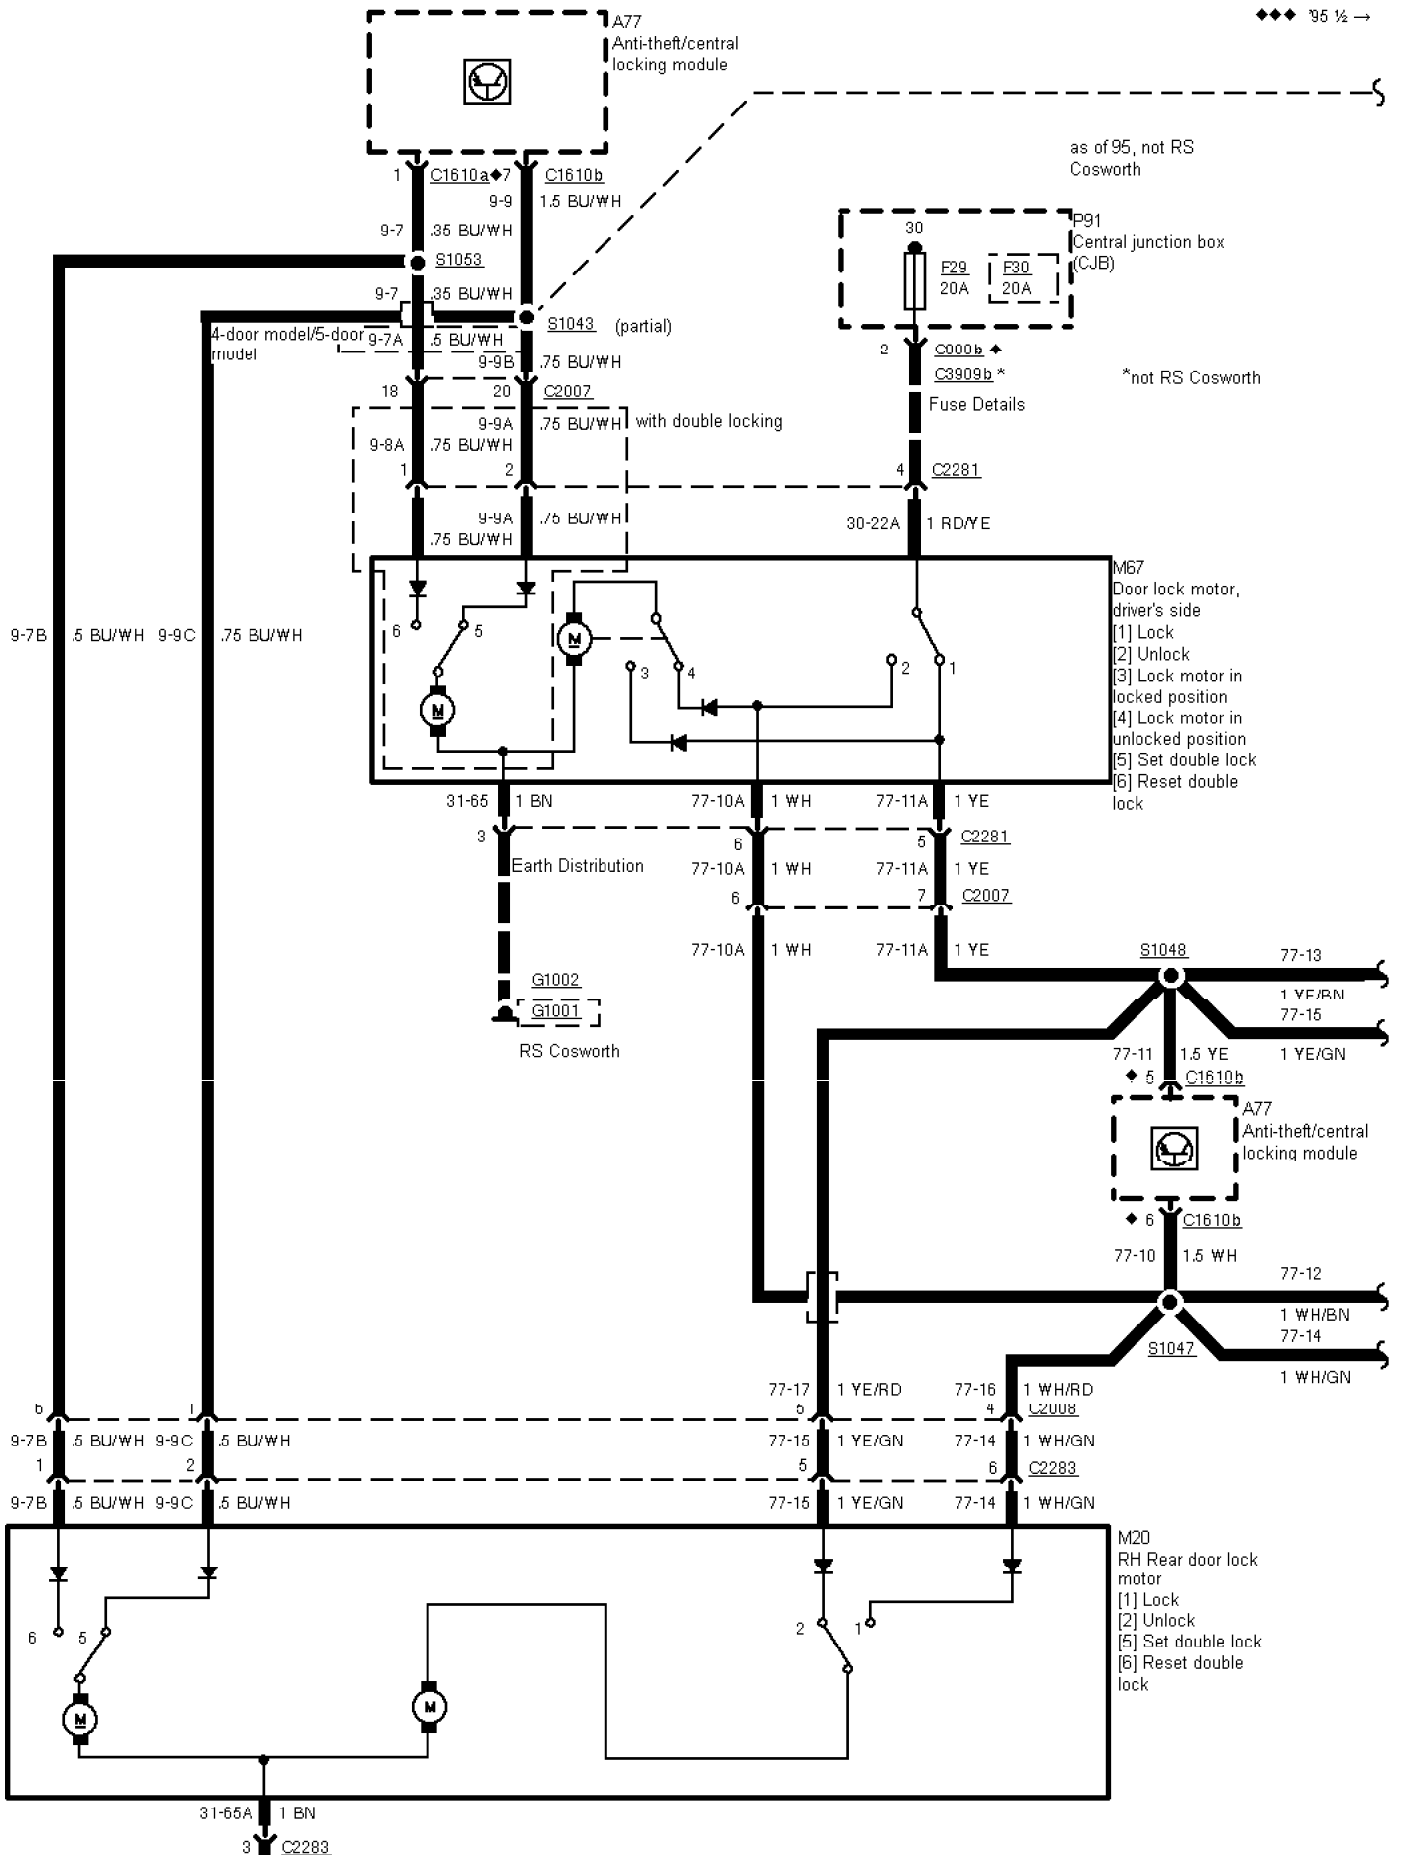 ♦♦♦ '95 ½ →
A77
Anti-theft/central
locking module
1 C1610a♦7 C1610b
9-9 1.5 BU/WH
9-7 .35 BU/WH
S1053
9-7 .35 BU/WH
S1043 (partial)
4-door model/5-door
model
9-7A .5 BU/WH
9-9B .75 BU/WH
18 20 C2007
with double locking
9-9A .75 BU/WH
9-8A .75 BU/WH
1 2
9-9A .75 BU/WH
.75 BU/WH
as of 95, not RS
Cosworth
P91
Central junction box
(CJB)
30
F29 F30
20A 20A
2 C000b ♦
C3909b *
*not RS Cosworth
Fuse Details
4 C2281
30-22A 1 RD/YE
M67
Door lock motor,
driver's side
[1] Lock
[2] Unlock
[3] Lock motor in
locked position
[4] Lock motor in
unlocked position
[5] Set double lock
[6] Reset double
lock
6 5 M 3 4 2 1
M
9-7B .5 BU/WH 9-9C .75 BU/WH
31-65 1 BN 77-10A 1 WH 77-11A 1 YE
3 6 5 C2281
Earth Distribution
77-10A 1 WH 77-11A 1 YE
6 7 C2007
77-10A 1 WH 77-11A 1 YE
G1002
G1001
RS Cosworth
S1048
77-13
1 YE/BN
77-15
1 YE/GN
77-11 1.5 YE
♦ 5 C1610b
A77
Anti-theft/central
locking module
♦ 6 C1610b
77-10 1.5 WH
77-12
1 WH/BN
77-14
1 WH/GN
S1047
77-17 1 YE/RD 77-16 1 WH/RD
6 1 5 4 C2008
9-7B .5 BU/WH 9-9C .5 BU/WH 77-15 1 YE/GN 77-14 1 WH/GN
1 2 5 6 C2283
9-7B .5 BU/WH 9-9C .5 BU/WH 77-15 1 YE/GN 77-14 1 WH/GN
M20
RH Rear door lock
motor
[1] Lock
[2] Unlock
[5] Set double lock
[6] Reset double
lock
6 5 2 1
M M
31-65A 1 BN
3 C2283